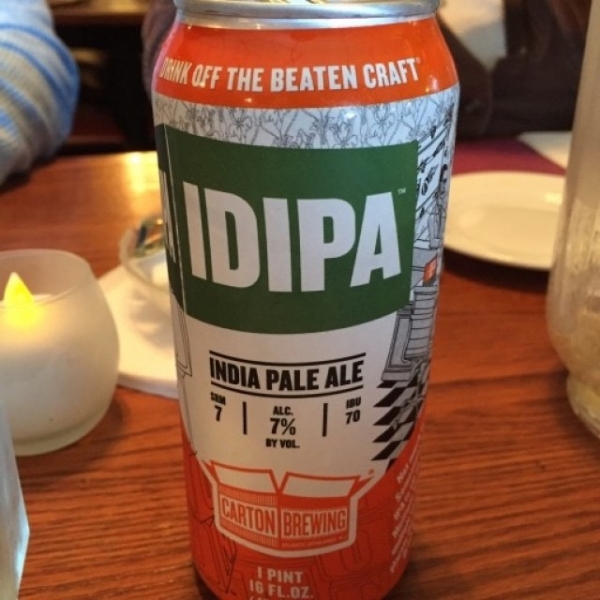 DRINK OFF THE BEATEN CRAFT
IDIPA™
INDIA PALE ALE
SRM
7
ALC.
7%
BY VOL.
IBU
70
CARTON BREWING
1 PINT
16 FL.OZ.